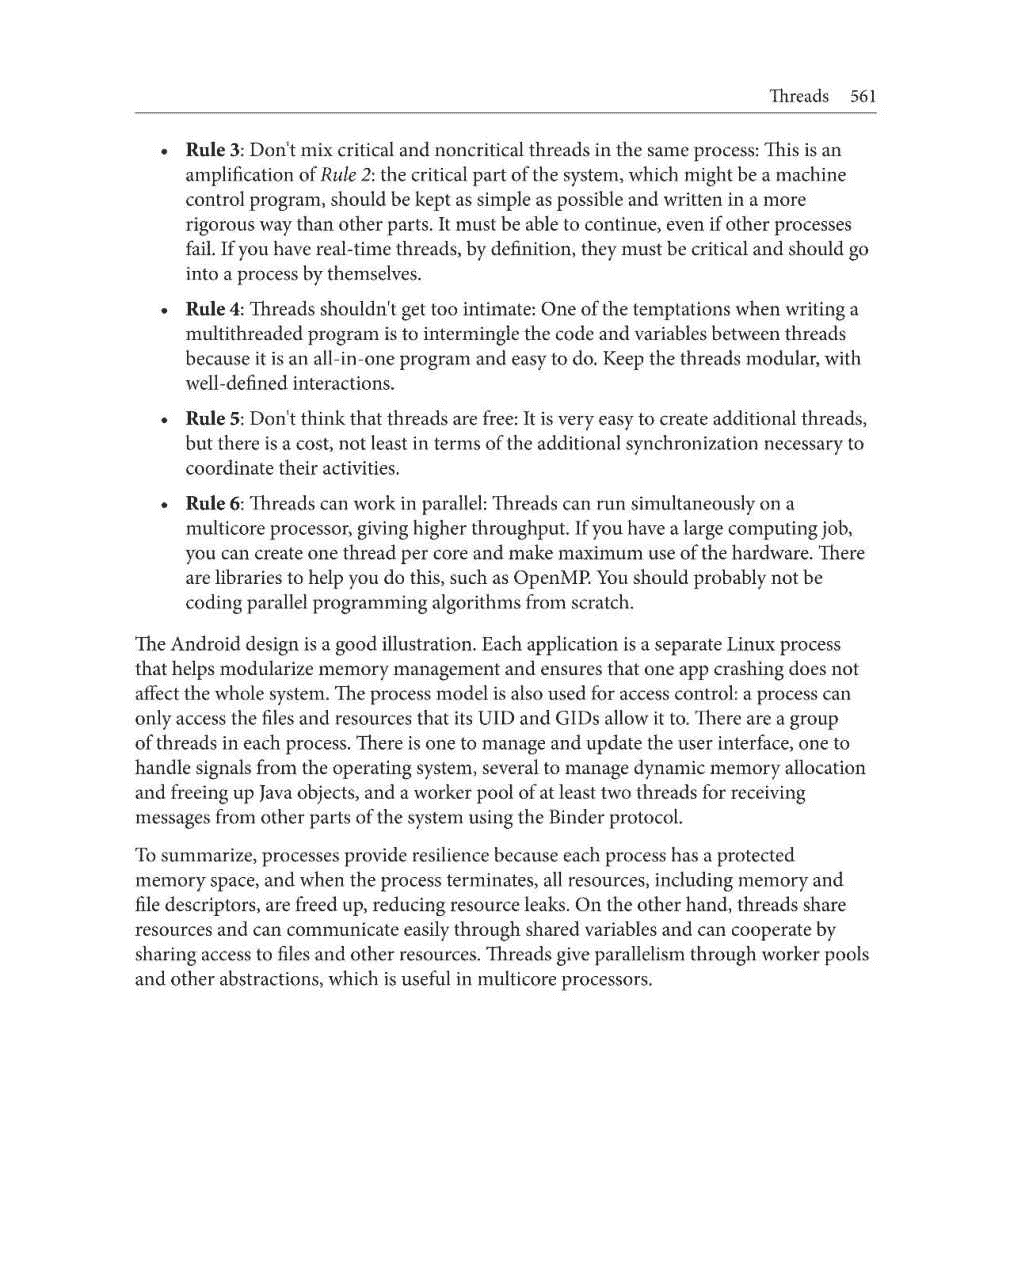 Threads 561
• Rule 3: Don't mix critical and noncritical threads in the same process: This is an
amplification of Rule 2: the critical part of the system, which might be a machine
control program, should be kept as simple as possible and written in a more
rigorous way than other parts. It must be able to continue, even if other processes
fail. If you have real-time threads, by definition, they must be critical and should go
into a process by themselves.
• Rule 4: Threads shouldn't get too intimate: One of the temptations when writing a
multithreaded program is to intermingle the code and variables between threads
because it is an all-in-one program and easy to do. Keep the threads modular, with
well-defined interactions.
• Rule 5: Don't think that threads are free: It is very easy to create additional threads,
but there is a cost, not least in terms of the additional synchronization necessary to
coordinate their activities.
• Rule 6: Threads can work in parallel: Threads can run simultaneously on a
multicore processor, giving higher throughput. If you have a large computing job,
you can create one thread per core and make maximum use of the hardware. There
are libraries to help you do this, such as OpenMP. You should probably not be
coding parallel programming algorithms from scratch.
The Android design is a good illustration. Each application is a separate Linux process
that helps modularize memory management and ensures that one app crashing does not
affect the whole system. The process model is also used for access control: a process can
only access the files and resources that its UID and GIDs allow it to. There are a group
of threads in each process. There is one to manage and update the user interface, one to
handle signals from the operating system, several to manage dynamic memory allocation
and freeing up Java objects, and a worker pool of at least two threads for receiving
messages from other parts of the system using the Binder protocol.
To summarize, processes provide resilience because each process has a protected
memory space, and when the process terminates, all resources, including memory and
file descriptors, are freed up, reducing resource leaks. On the other hand, threads share
resources and can communicate easily through shared variables and can cooperate by
sharing access to files and other resources. Threads give parallelism through worker pools
and other abstractions, which is useful in multicore processors.